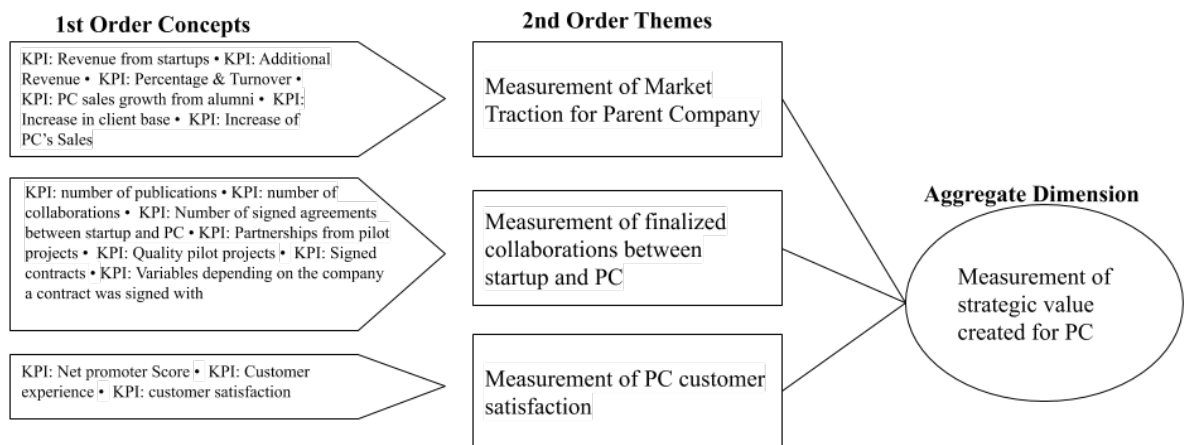 1st Order Concepts
2nd Order Themes
KPI: Revenue from startups • KPI: Additional
Revenue • KPI: Percentage & Turnover •
KPI: PC sales growth from alumni • KPI:
Increase in client base • KPI: Increase of
PC's Sales
Measurement of Market
Traction for Parent Company
KPI: number of publications • KPI: number of
collaborations • KPI: Number of signed agreements
between startup and PC • KPI: Partnerships from pilot
projects • KPI: Quality pilot projects • KPI: Signed
contracts • KPI: Variables depending on the company
a contract was signed with
Measurement of finalized
collaborations between
startup and PC
Aggregate Dimension
Measurement of
strategic value
created for PC
KPI: Net promoter Score • KPI: Customer
experience • KPI: customer satisfaction
Measurement of PC customer
satisfaction